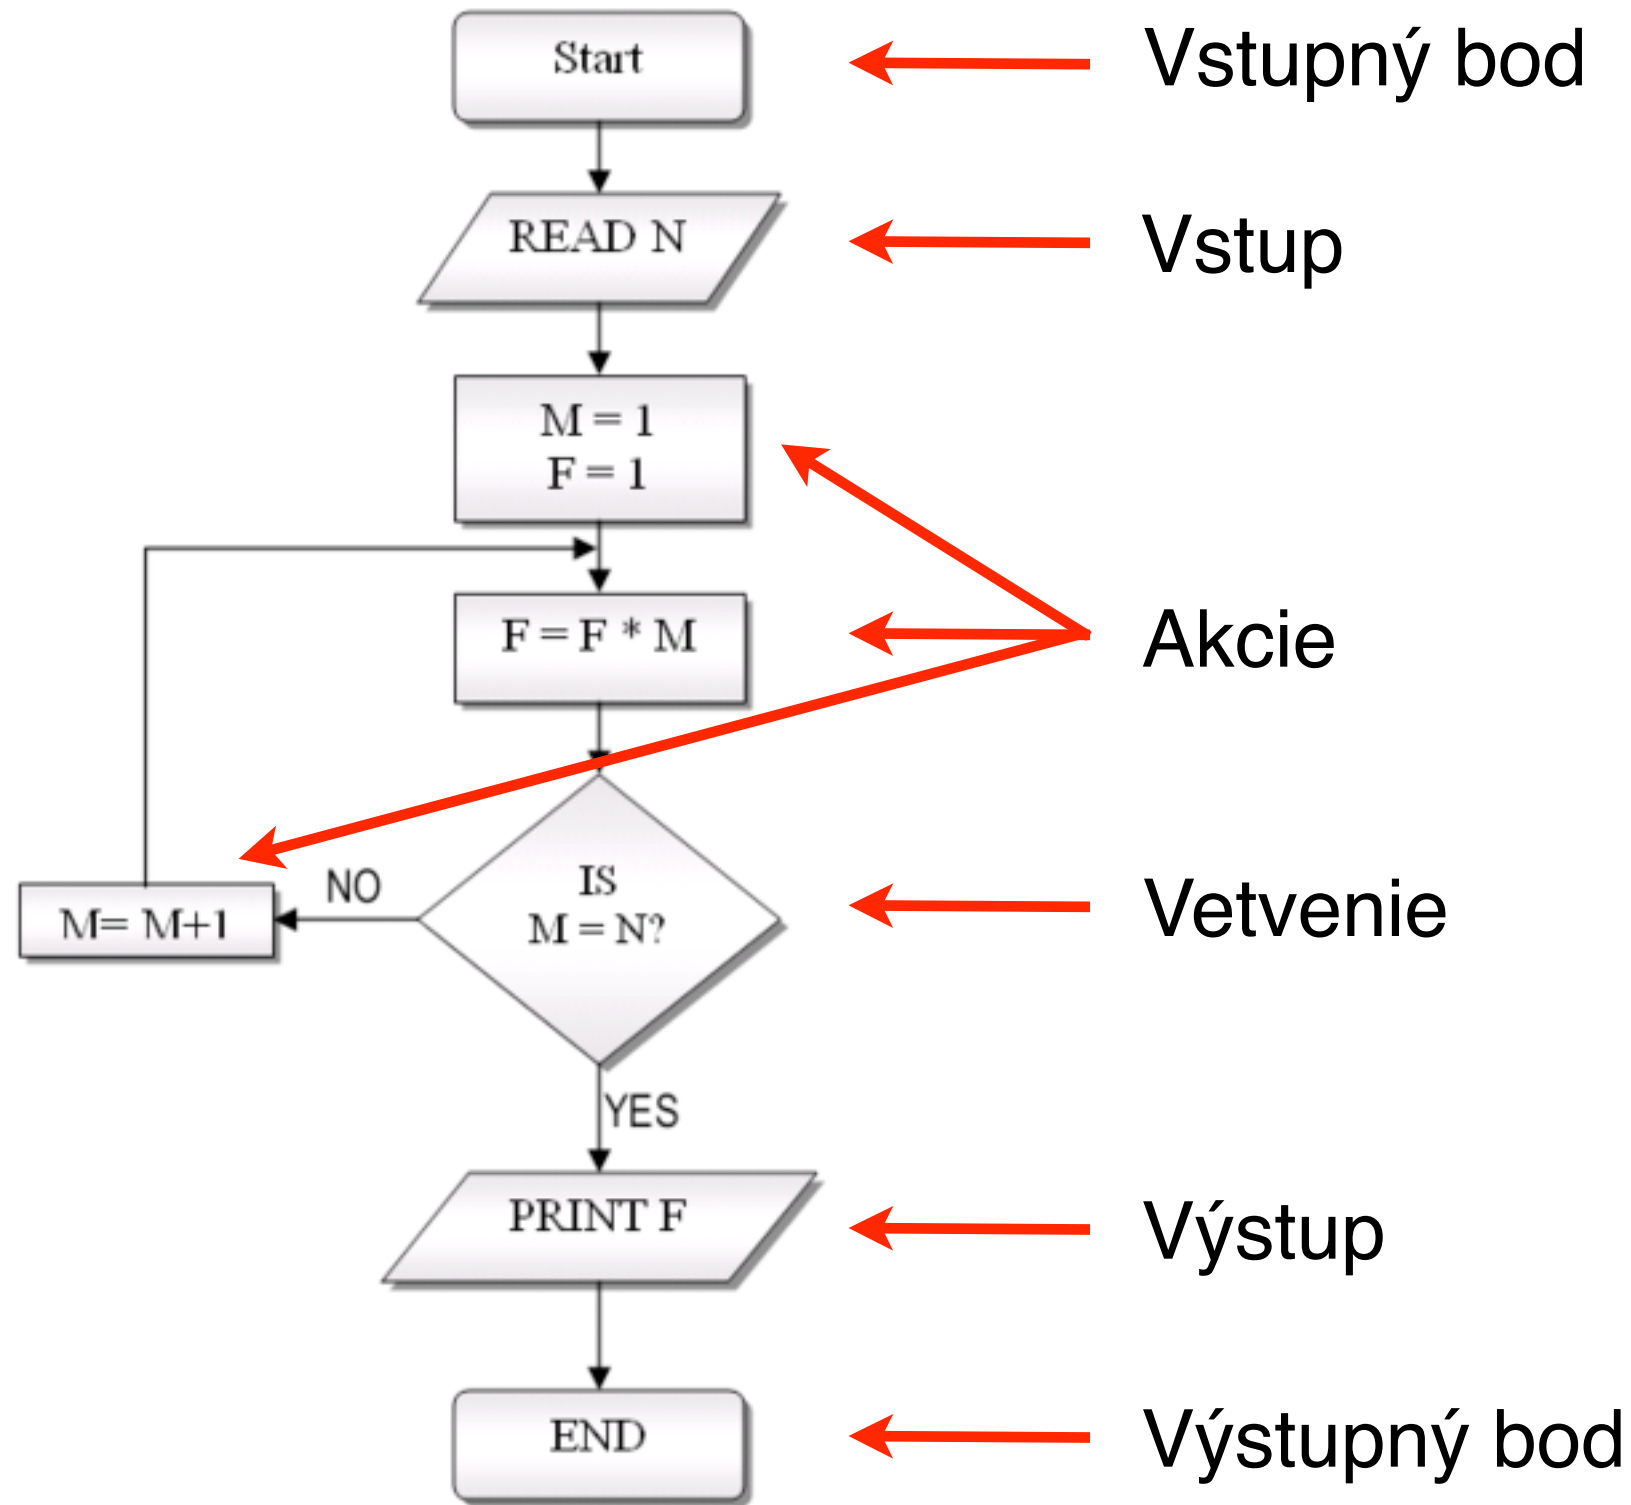 Start
Vstupný bod
READ N
Vstup
M = 1
F = 1
F = F * M
Akcie
NO
IS
M = N?
M= M+1
Vetvenie
YES
PRINT F
Výstup
END
Výstupný bod